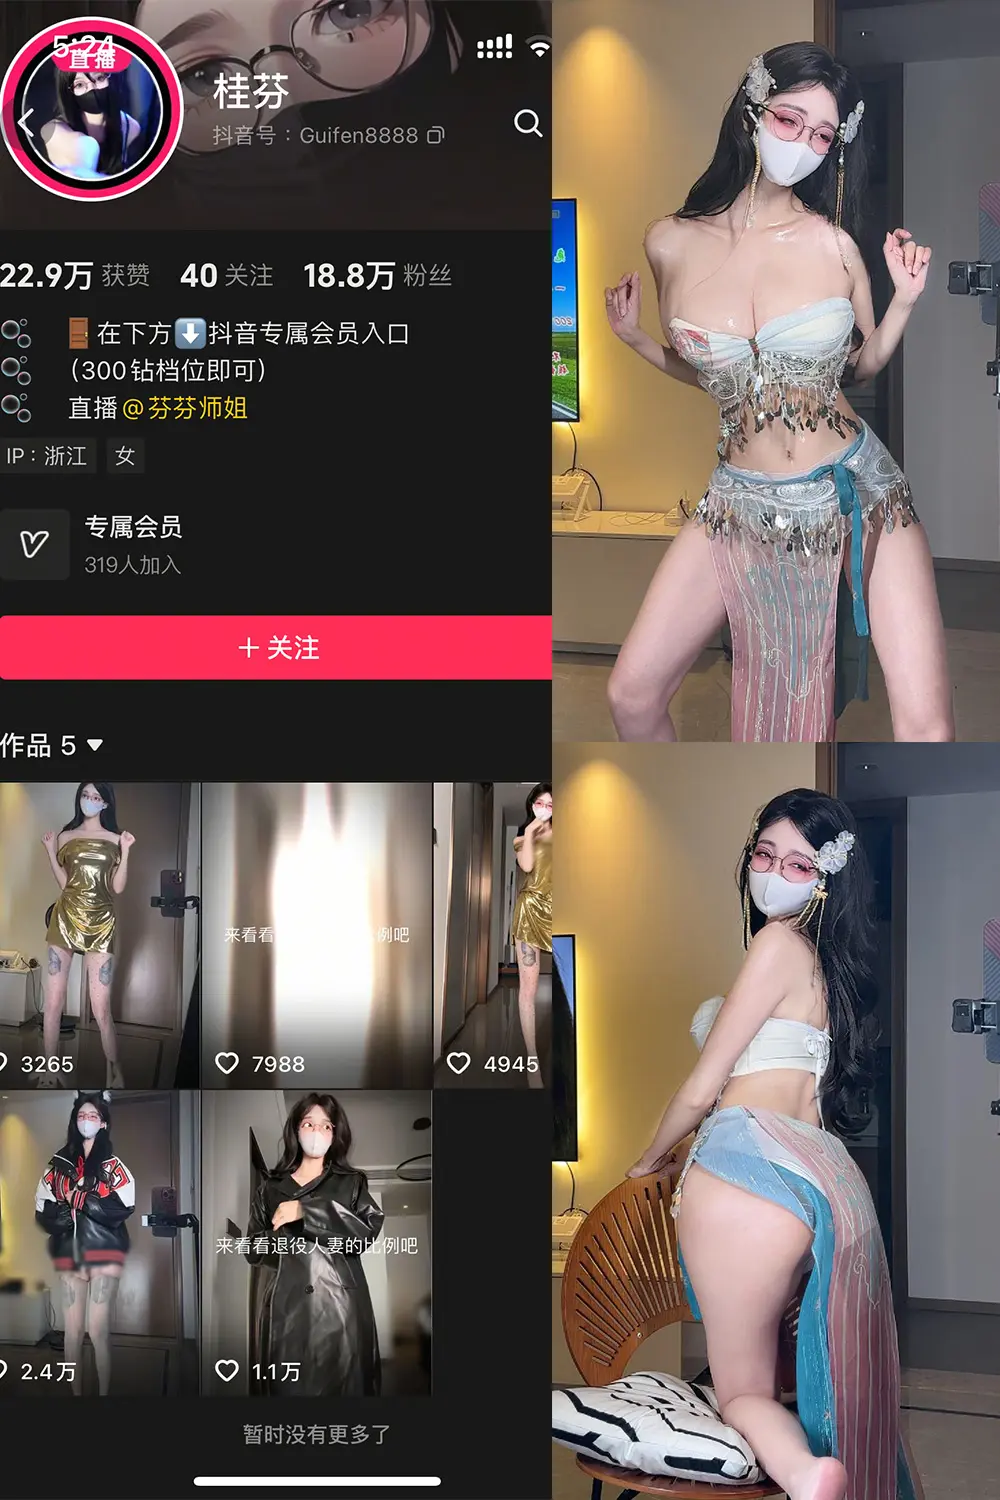 5:24
直播
桂芬
抖音号：Guifen8888
22.9万 获赞 40 关注 18.8万 粉丝
🚪在下方⬇️抖音专属会员入口
（300钻档位即可）
直播@芬芬师姐
IP：浙江 女
专属会员
319人加入
＋关注
作品 5
来看看
例吧
3265
7988
4945
来看看退役人妻的比例吧
2.4万
1.1万
暂时没有更多了